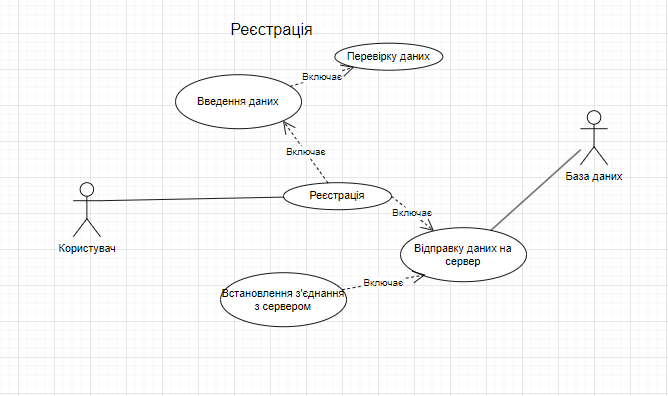 Реєстрація
Перевірку даних
Включає
Введення даних
Включає
База даних
Реєстрація
Включає
Користувач
Відправку даних на
сервер
Включає
Встановлення з'єднання
з сервером